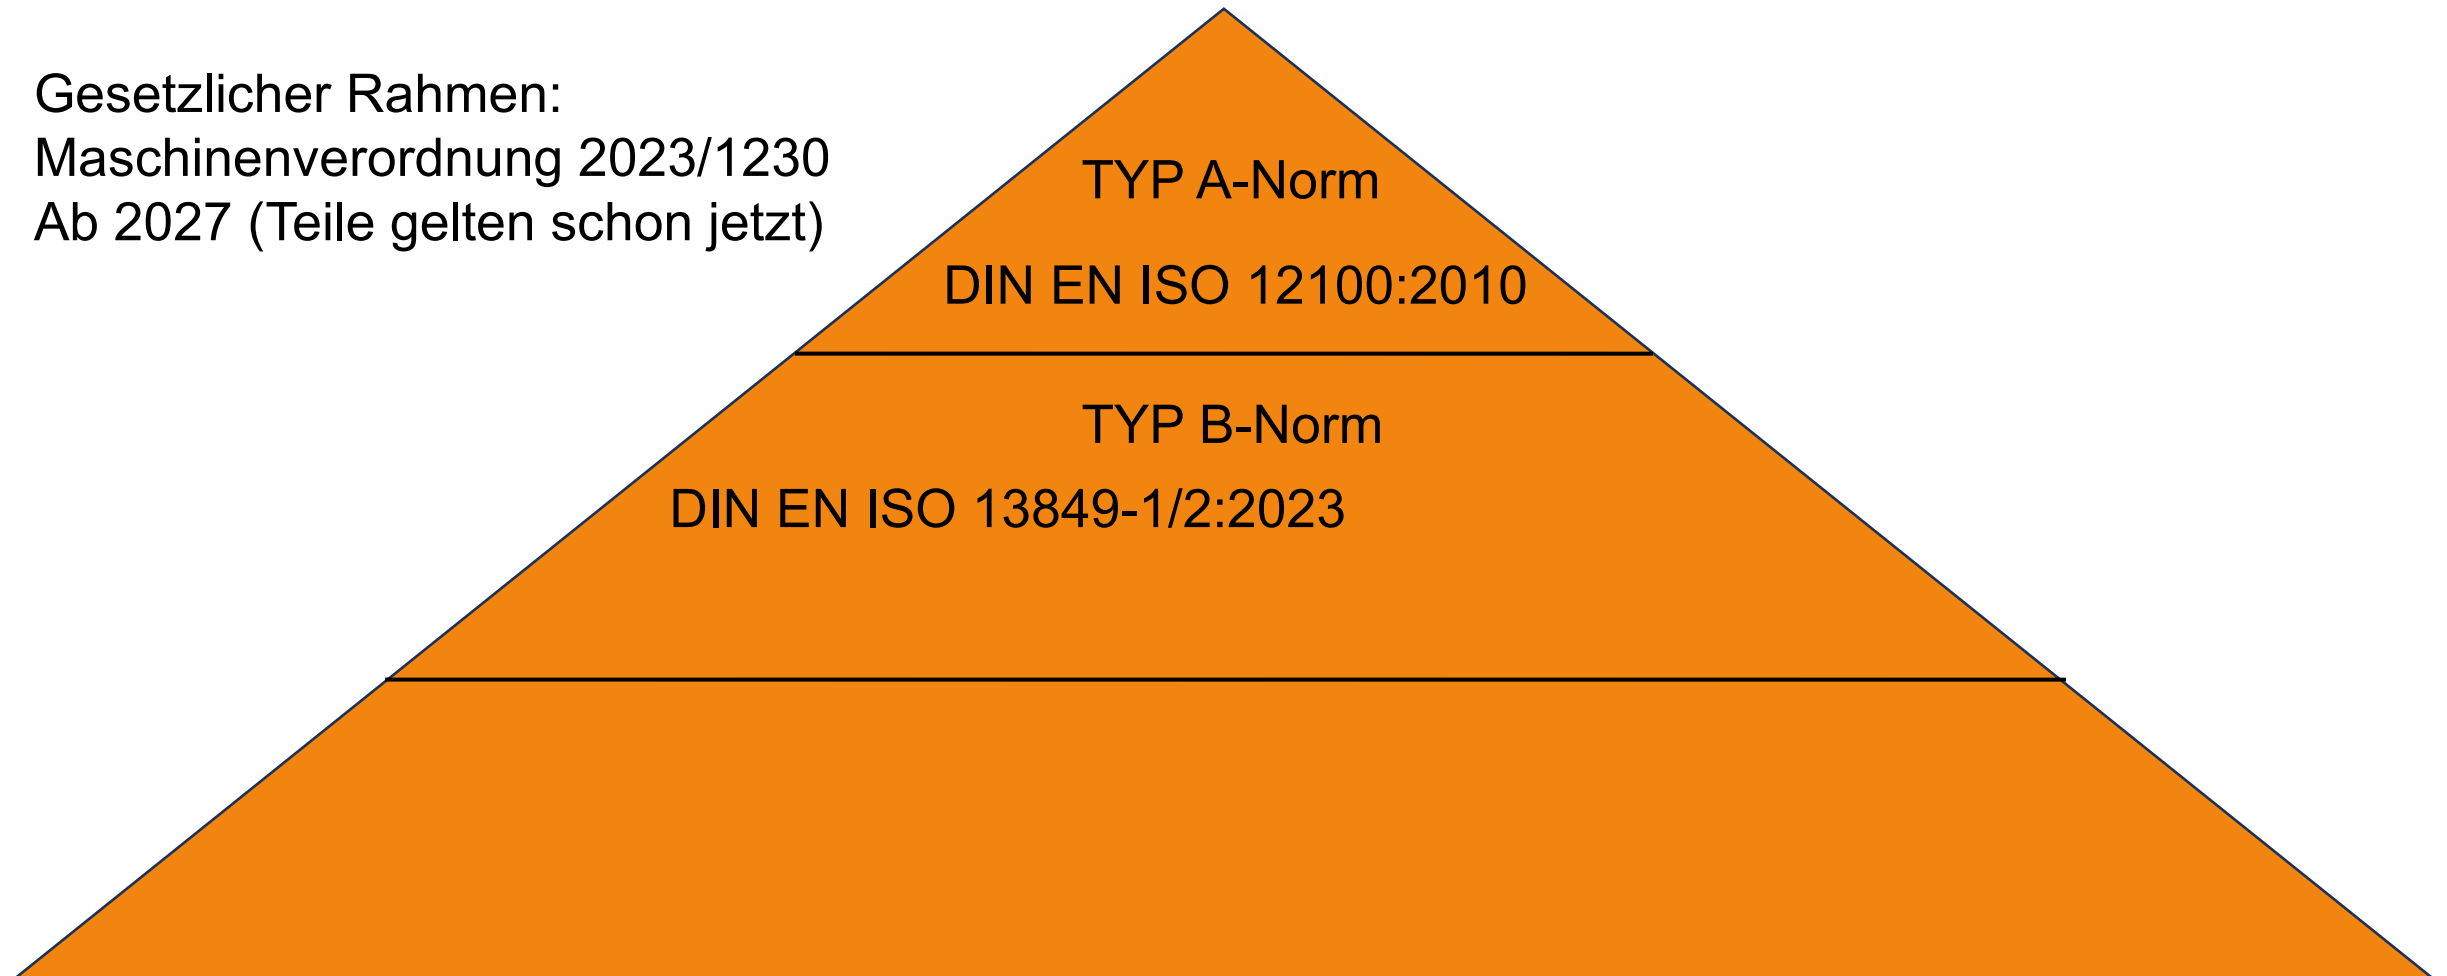 Gesetzlicher Rahmen:
Maschinenverordnung 2023/1230
Ab 2027 (Teile gelten schon jetzt)
TYP A-Norm
DIN EN ISO 12100:2010
TYP B-Norm
DIN EN ISO 13849-1/2:2023